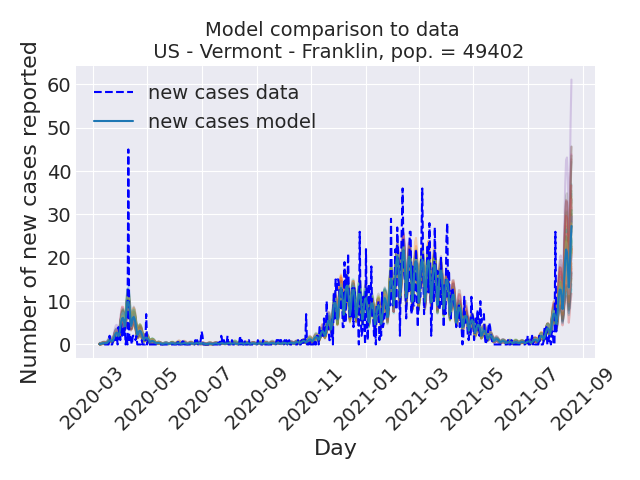 Model comparison to data
US - Vermont - Franklin, pop. = 49402
Number of new cases reported
60
50
40
30
20
10
0
new cases data
new cases model
2020-03
2020-05
2020-07
2020-09
2020-11
2021-01
2021-03
2021-05
2021-07
2021-09
Day